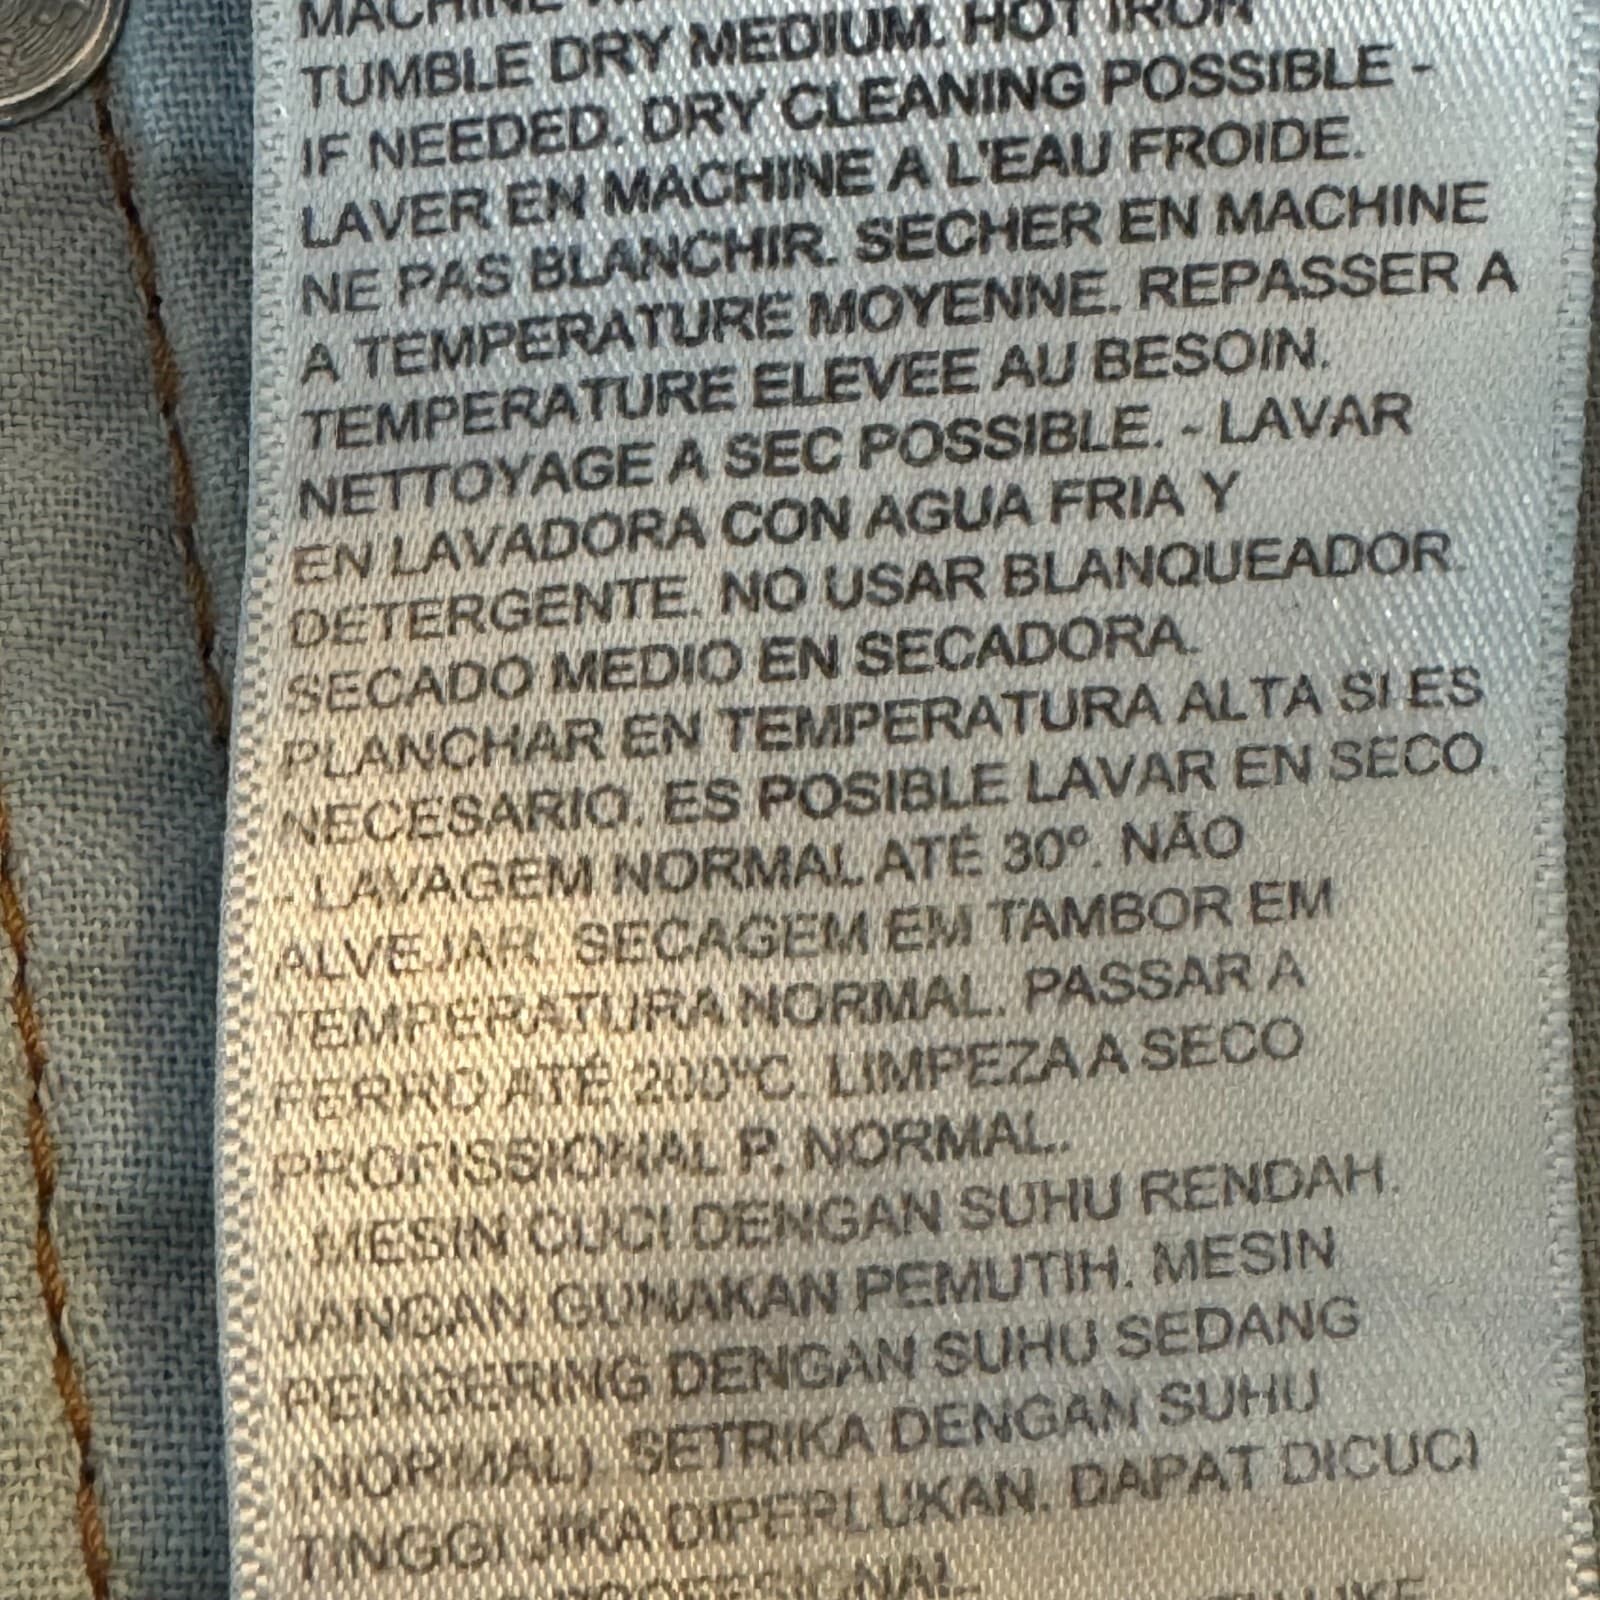 MACHINE
TUMBLE DRY MEDIUM. HOT IRON
IF NEEDED. DRY CLEANING POSSIBLE -
LAVER EN MACHINE A L'EAU FROIDE.
NE PAS BLANCHIR. SECHER EN MACHINE
A TEMPERATURE MOYENNE. REPASSER A
TEMPERATURE ELEVEE AU BESOIN.
NETTOYAGE A SEC POSSIBLE. - LAVAR
EN LAVADORA CON AGUA FRIA Y
DETERGENTE. NO USAR BLANQUEADOR.
SECADO MEDIO EN SECADORA.
PLANCHAR EN TEMPERATURA ALTA SI ES
NECESARIO. ES POSIBLE LAVAR EN SECO.
- LAVAGEM NORMAL ATÉ 30º. NÃO
ALVEJAR. SECAGEM EM TAMBOR EM
TEMPERATURA NORMAL. PASSAR A
FERRO ATÉ 200ºC. LIMPEZA A SECO
PROFISSIONAL P. NORMAL.
- MESIN CUCI DENGAN SUHU RENDAH.
JANGAN GUNAKAN PEMUTIH. MESIN
PENGERING DENGAN SUHU SEDANG
(NORMAL). SETRIKA DENGAN SUHU
TINGGI JIKA DIPERLUKAN. DAPAT DICUCI
PROFESIONAL